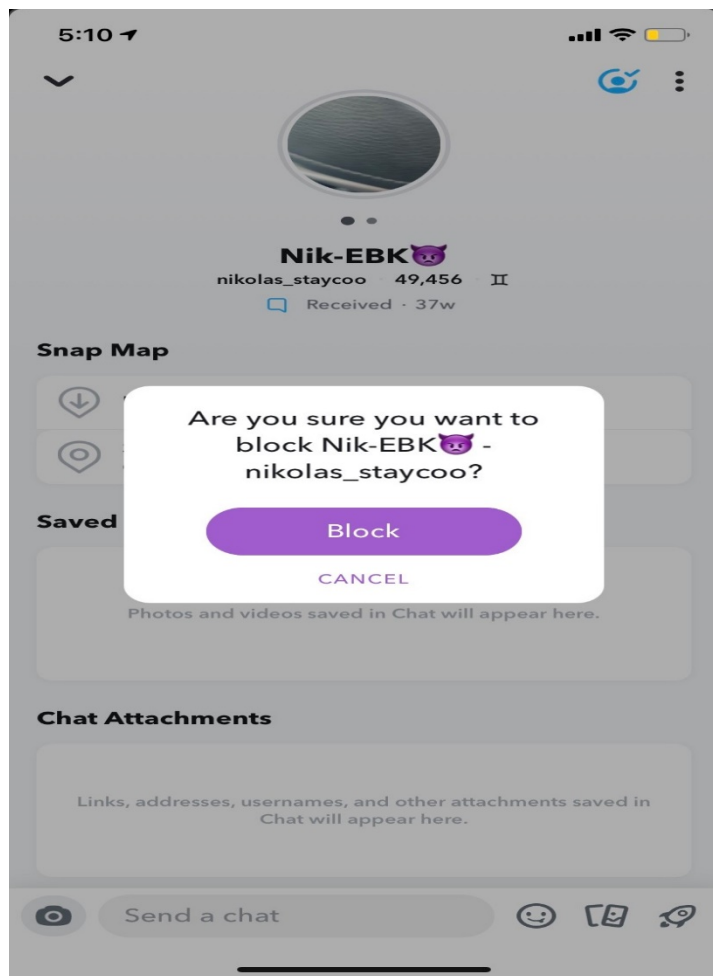 5:10
Nik-EBK😈
nikolas_staycoo 49,456 ♊
Received · 37w
Snap Map
Are you sure you want to
block Nik-EBK😈 -
nikolas_staycoo?
Saved
Block
CANCEL
Photos and videos saved in Chat will appear here.
Chat Attachments
Links, addresses, usernames, and other attachments saved in
Chat will appear here.
Send a chat